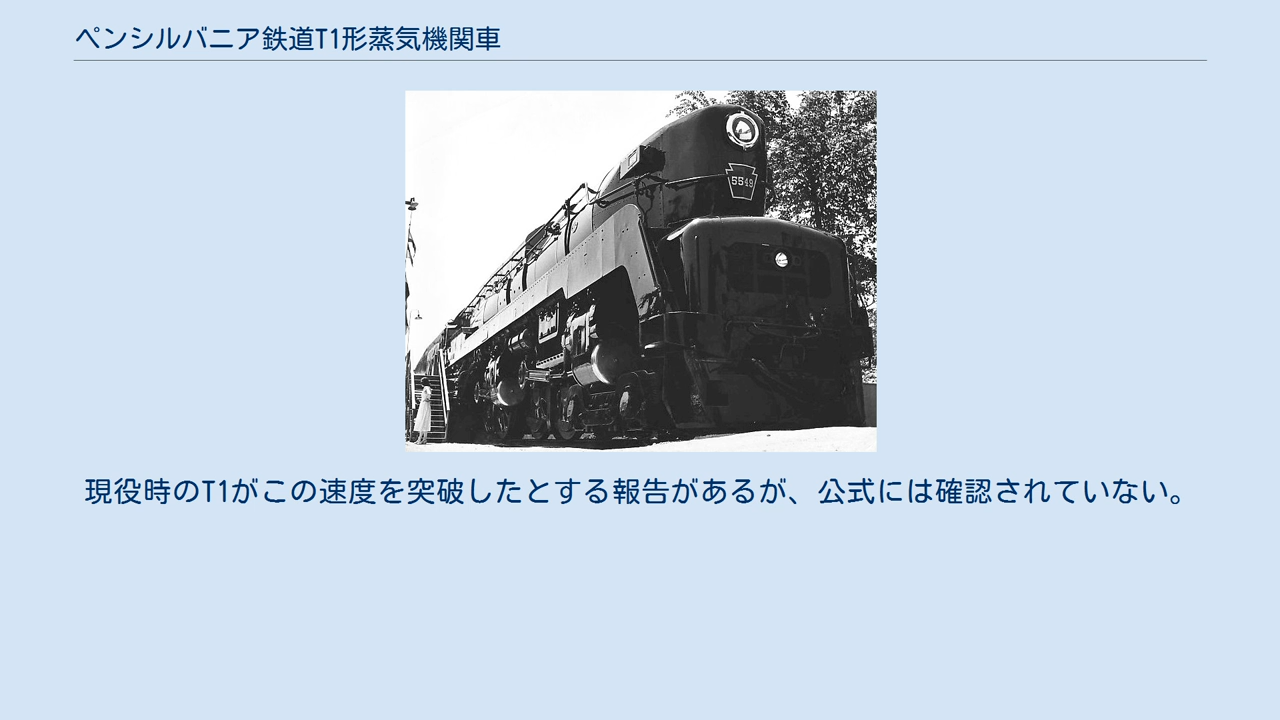 ペンシルバニア鉄道T1形蒸気機関車
5549
現役時のT1がこの速度を突破したとする報告があるが、公式には確認されていない。